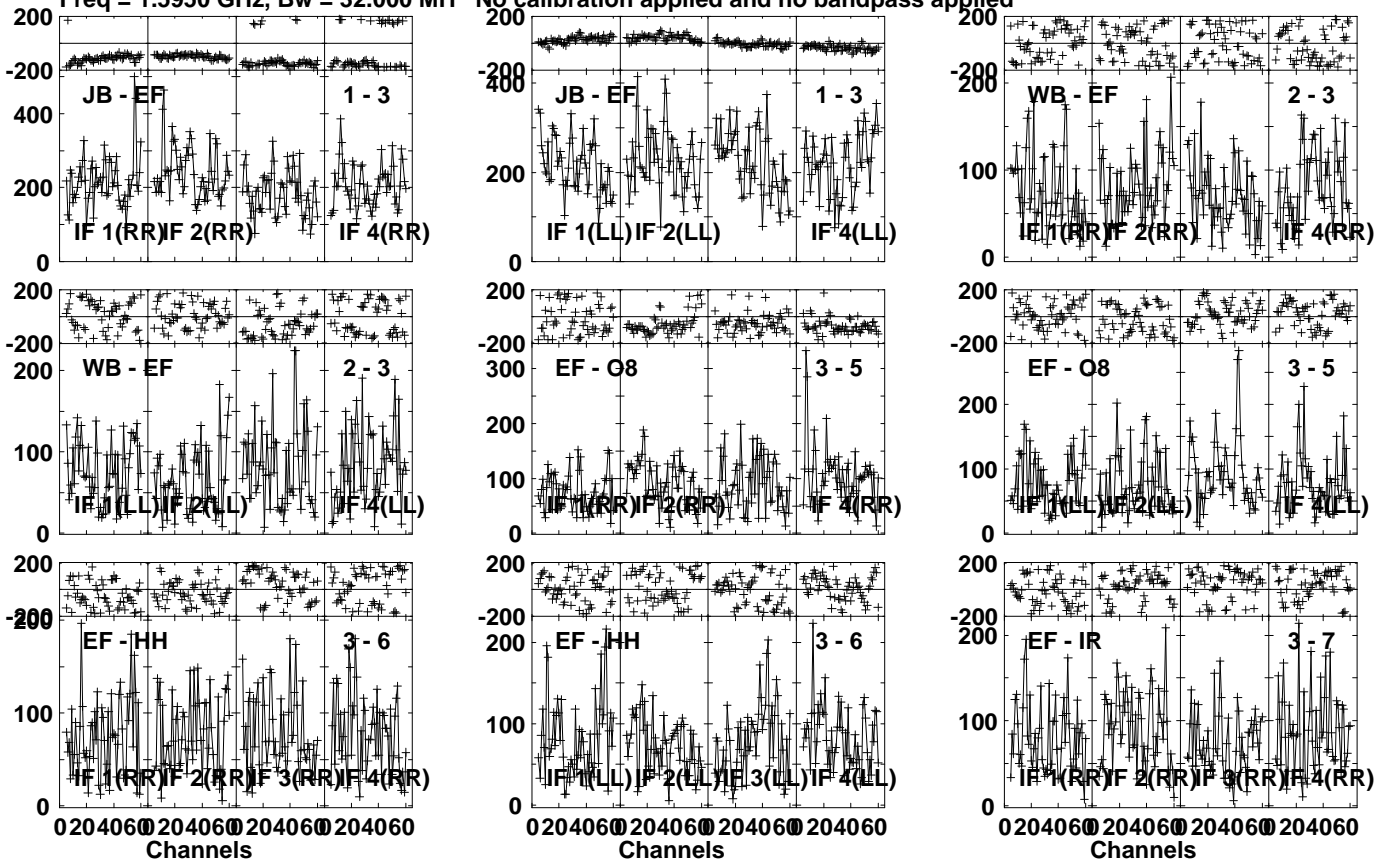 Freq = 1.5950 GHz, Bw = 32.000 MH No calibration applied and no bandpass applied
200
-200
JB - EF 1 - 3
400
200
0
IF 1(RR) IF 2(RR) IF 4(RR)
200
-200
JB - EF 1 - 3
400
200
0
IF 1(LL) IF 2(LL) IF 4(LL)
200
-200
WB - EF 2 - 3
200
100
0
IF 1(RR) IF 2(RR) IF 4(RR)
200
-200
WB - EF 2 - 3
200
100
0
IF 1(LL) IF 2(LL) IF 4(LL)
200
-200
EF - O8 3 - 5
300
200
100
0
IF 1(RR) IF 2(RR) IF 4(RR)
200
-200
EF - O8 3 - 5
200
100
0
IF 1(LL) IF 2(LL) IF 4(LL)
200
-200
200
EF - HH 3 - 6
100
0
IF 1(RR) IF 2(RR) IF 3(RR) IF 4(RR)
0 20 40 60 0 20 40 60 0 20 40 60 0 20 40 60
Channels
200
-200
EF - HH 3 - 6
200
100
0
IF 1(LL) IF 2(LL) IF 3(LL) IF 4(LL)
0 20 40 60 0 20 40 60 0 20 40 60 0 20 40 60
Channels
200
-200
EF - IR 3 - 7
200
100
0
IF 1(RR) IF 2(RR) IF 3(RR) IF 4(RR)
0 20 40 60 0 20 40 60 0 20 40 60 0 20 40 60
Channels